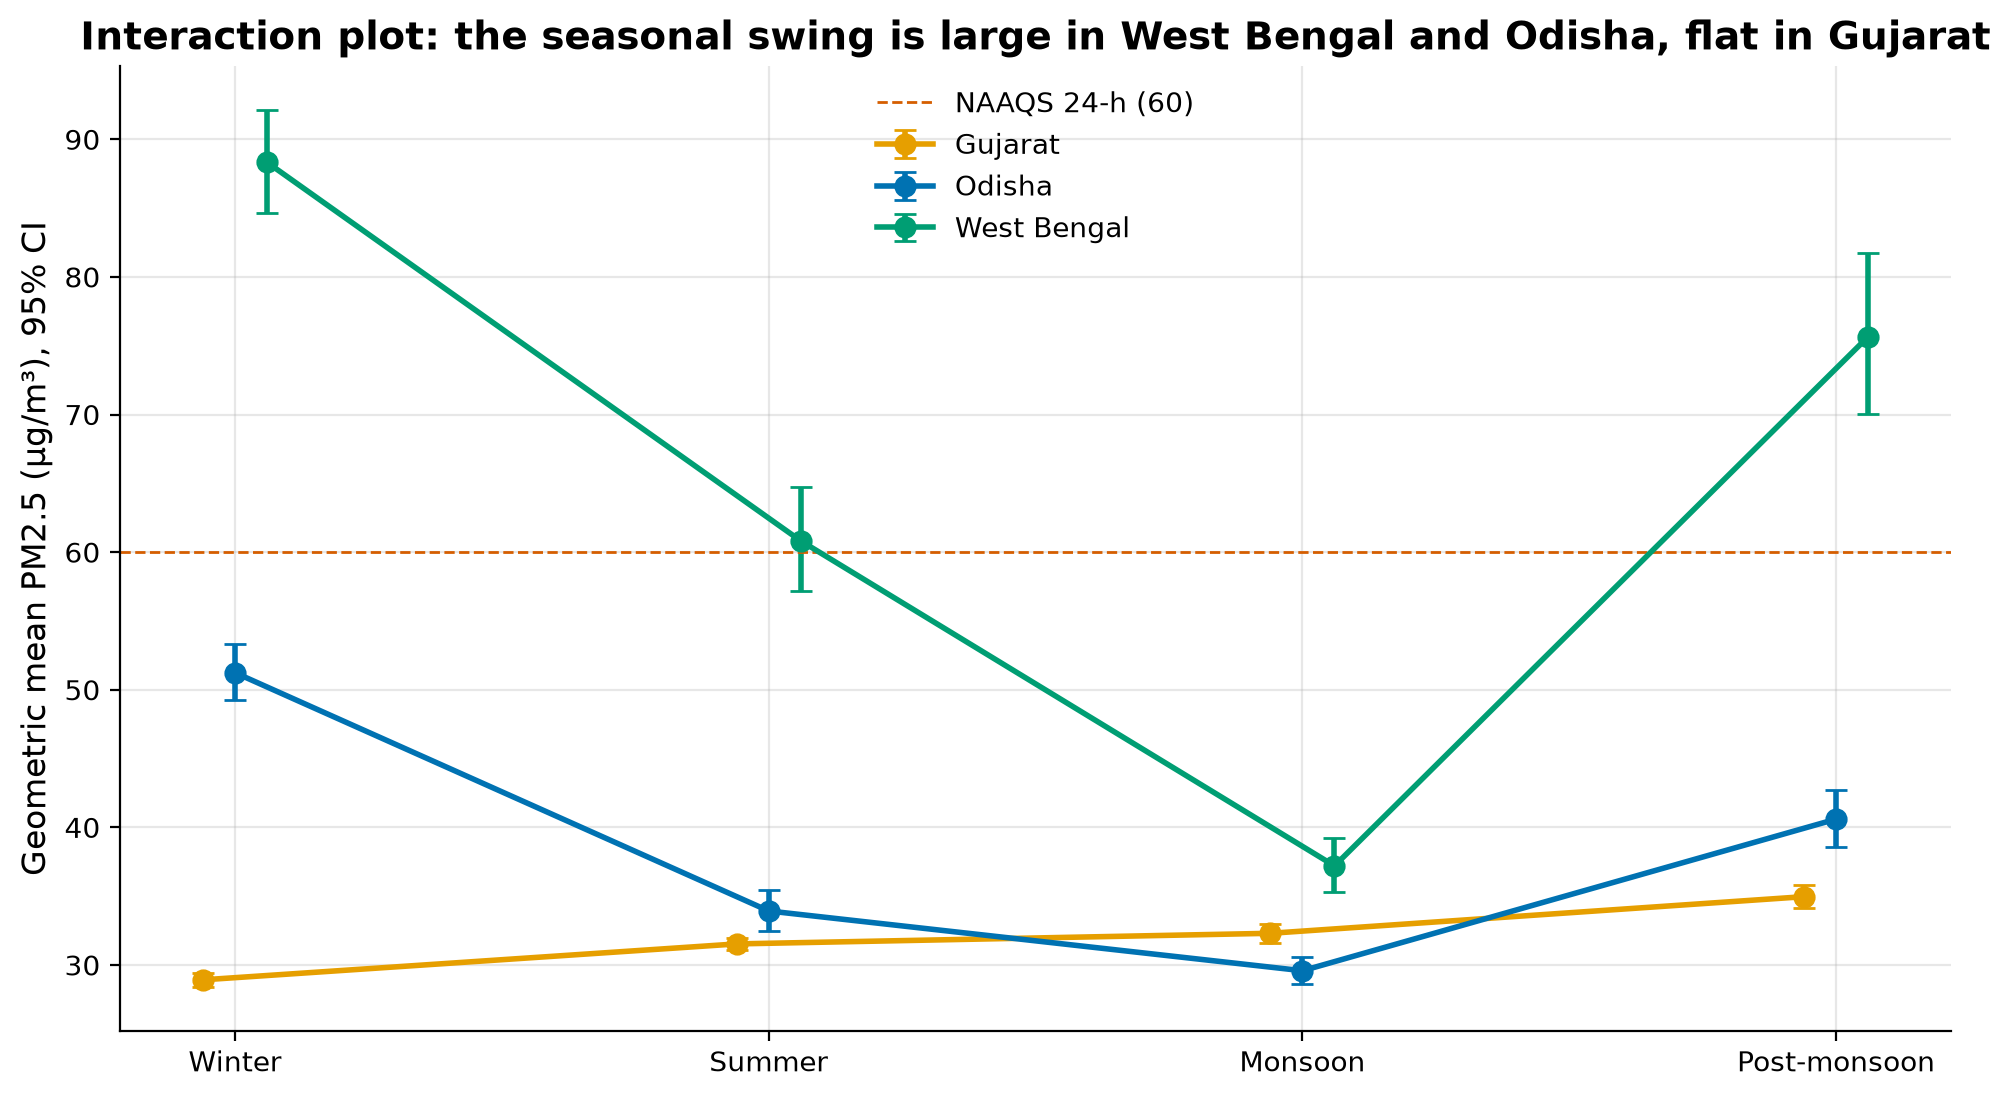 Interaction plot: the seasonal swing is large in West Bengal and Odisha, flat in Gujarat
Geometric mean PM2.5 (µg/m³), 95% CI
90
80
70
60
50
40
30
NAAQS 24-h (60)
Gujarat
Odisha
West Bengal
Winter
Summer
Monsoon
Post-monsoon